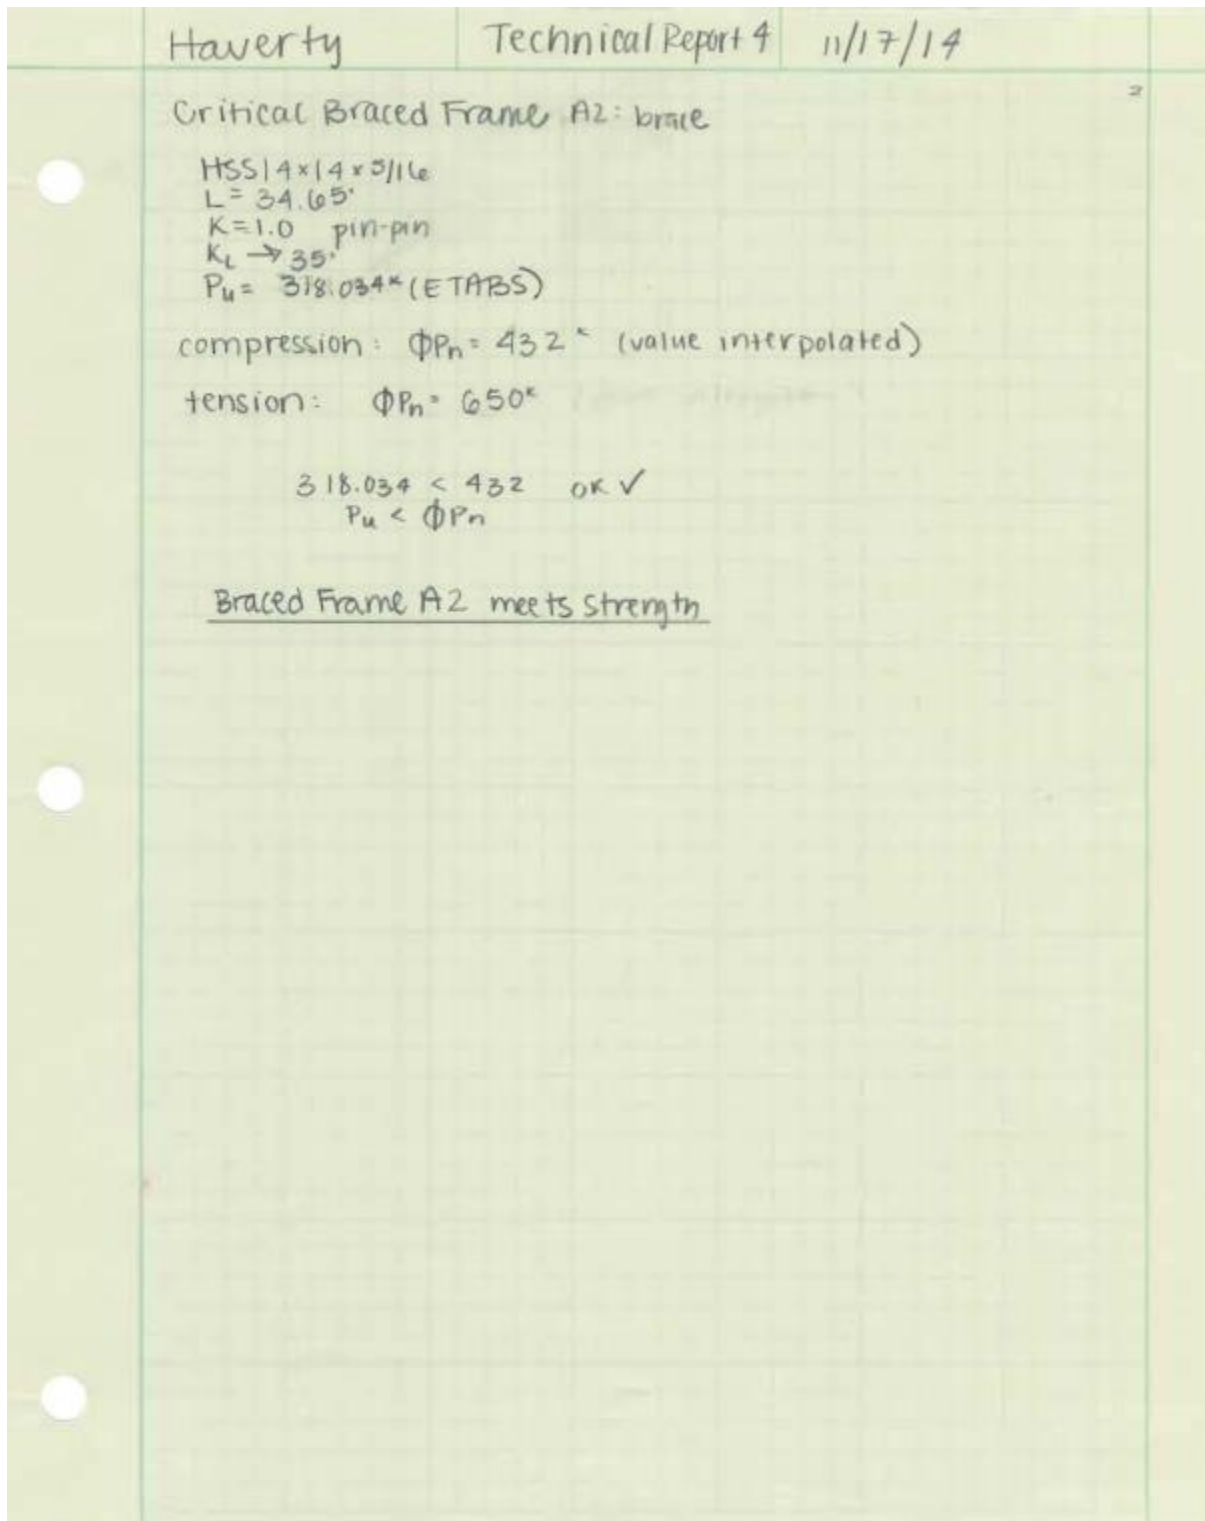 Haverty Technical Report 4 11/17/14
2
Critical Braced Frame A2: brace
HSS14x14x5/16
L = 34.65'
K=1.0 pin-pin
KL → 35'
Pu = 318.034k (ETABS)
compression: ΦPn = 432k (value interpolated)
tension: ΦPn = 650k
318.034 < 432 OK ✓
Pu < ΦPn
Braced Frame A2 meets strength